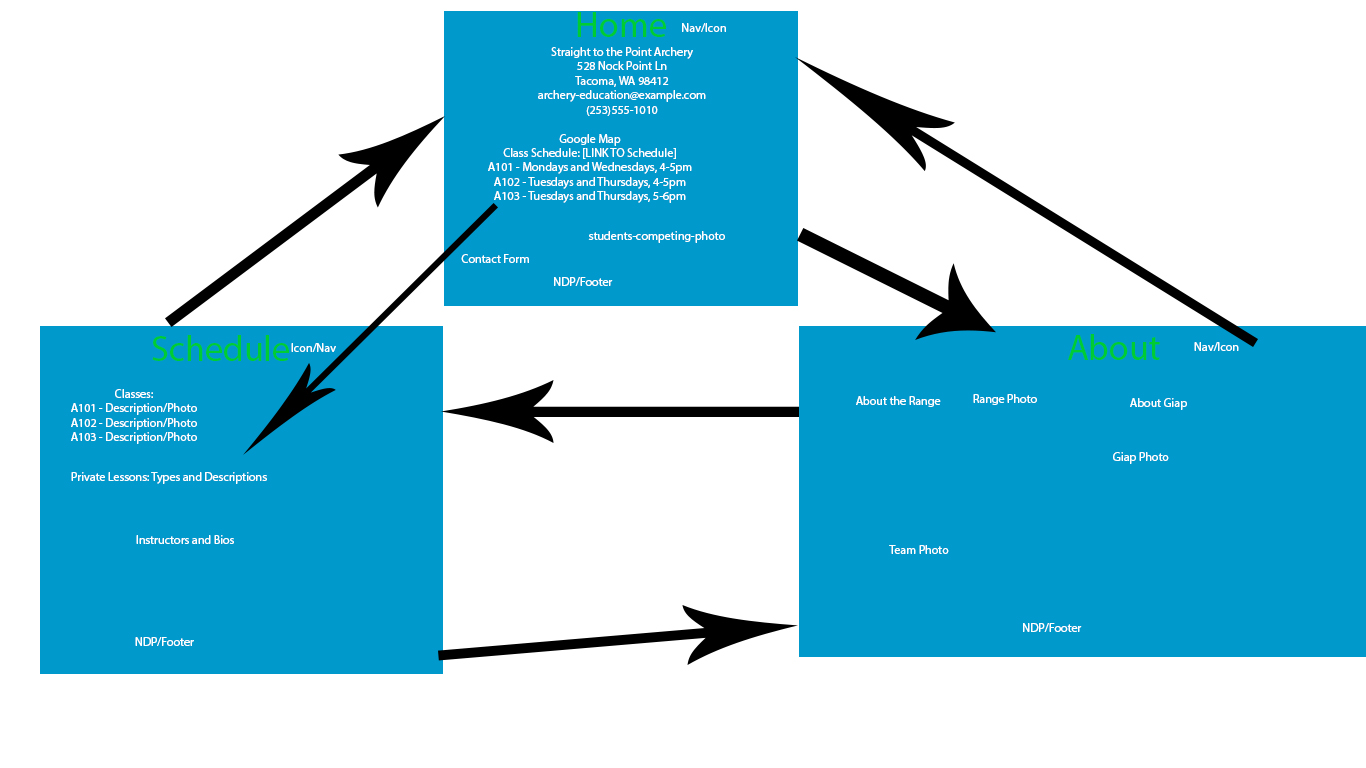 Home
Nav/Icon
Straight to the Point Archery
528 Nock Point Ln
Tacoma, WA 98412
archery-education@example.com
(253)555-1010
Google Map
Class Schedule: [LINK TO Schedule]
A101 - Mondays and Wednesdays, 4-5pm
A102 - Tuesdays and Thursdays, 4-5pm
A103 - Tuesdays and Thursdays, 5-6pm
students-competing-photo
Contact Form
NDP/Footer
Schedule
Icon/Nav
Classes:
A101 - Description/Photo
A102 - Description/Photo
A103 - Description/Photo
Private Lessons: Types and Descriptions
Instructors and Bios
NDP/Footer
About
Nav/Icon
About the Range
Range Photo
About Giap
Giap Photo
Team Photo
NDP/Footer